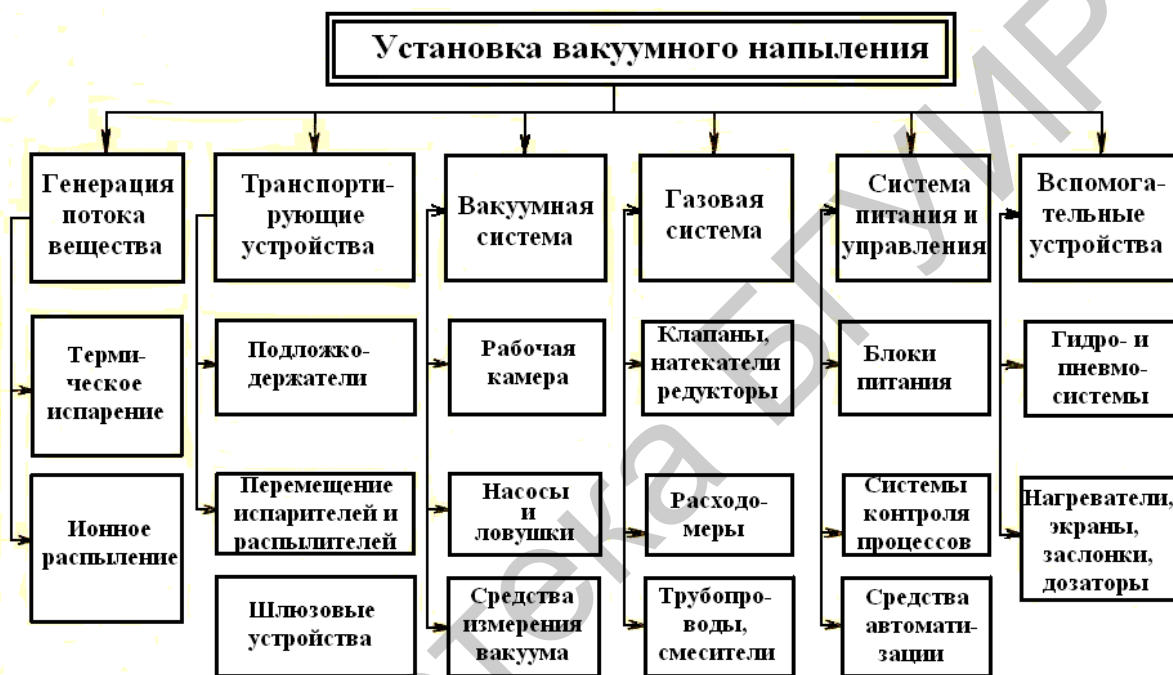 Установка вакуумного напыления
Генерация
потока
вещества
Транспорти-
рующие
устройства
Вакуумная
система
Газовая
система
Система
питания и
управления
Вспомога-
тельные
устройства
Терми-
ческое
испарение
Подложко-
держатели
Рабочая
камера
Клапаны,
натекатели
редукторы
Блоки
питания
Гидро- и
пневмо-
системы
Ионное
распыление
Перемещение
испарителей и
распылителей
Насосы
и
ловушки
Расходо-
меры
Системы
контроля
процессов
Нагреватели,
экраны,
заслонки,
дозаторы
Шлюзовые
устройства
Средства
измерения
вакуума
Трубопро-
воды,
смесители
Средства
автомати-
зации
тека БГУИР